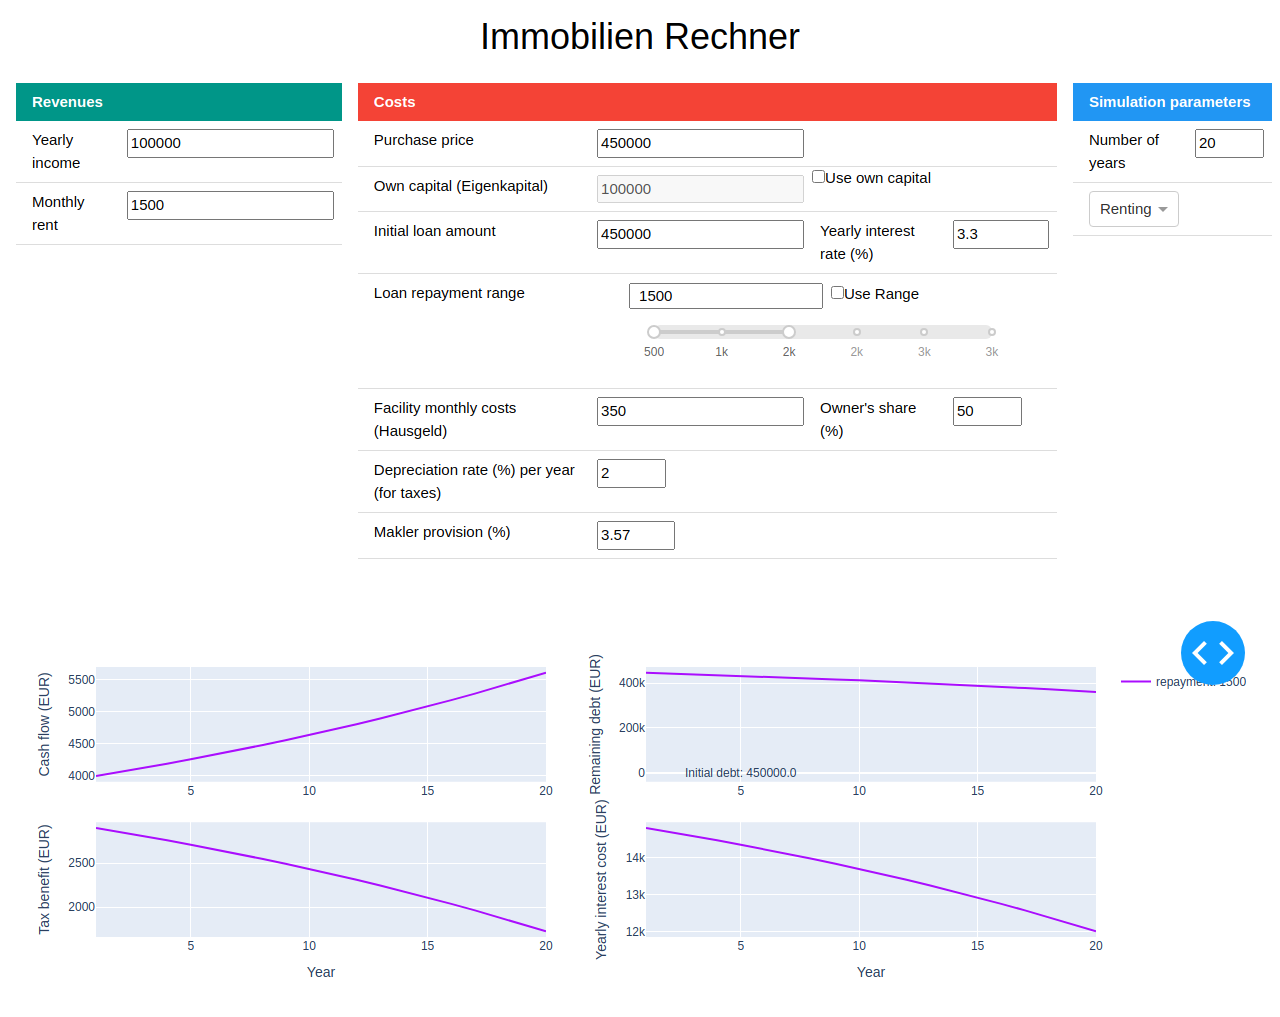 Immobilien Rechner
Revenues
Yearly income
100000
Monthly rent
1500
Costs
Purchase price
450000
Own capital (Eigenkapital)
100000
Use own capital
Initial loan amount
450000
Yearly interest rate (%)
3.3
Loan repayment range
1500
Use Range
500 1k 2k 2k 3k 3k
Facility monthly costs (Hausgeld)
350
Owner's share (%)
50
Depreciation rate (%) per year (for taxes)
2
Makler provision (%)
3.57
Simulation parameters
Number of years
20
Renting
Cash flow (EUR)
5500
5000
4500
4000
5 10 15 20
Remaining debt (EUR)
400k
200k
0
Initial debt: 450000.0
5 10 15 20
Tax benefit (EUR)
2500
2000
5 10 15 20
Year
Yearly interest cost (EUR)
14k
13k
12k
5 10 15 20
Year